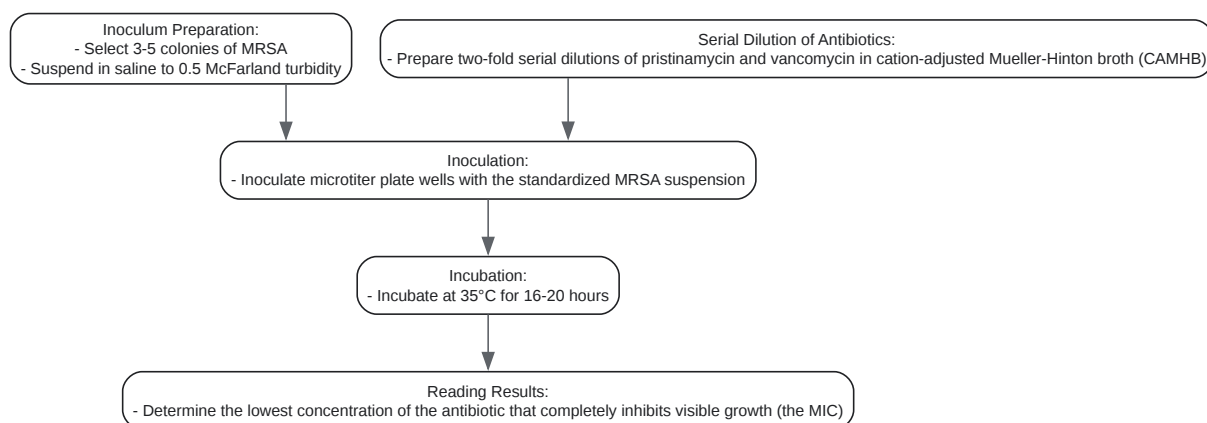 Inoculum Preparation:
- Select 3-5 colonies of MRSA
- Suspend in saline to 0.5 McFarland turbidity
Serial Dilution of Antibiotics:
- Prepare two-fold serial dilutions of pristinamycin and vancomycin in cation-adjusted Mueller-Hinton broth (CAMHB)
Inoculation:
- Inoculate microtiter plate wells with the standardized MRSA suspension
Incubation:
- Incubate at 35°C for 16-20 hours
Reading Results:
- Determine the lowest concentration of the antibiotic that completely inhibits visible growth (the MIC)